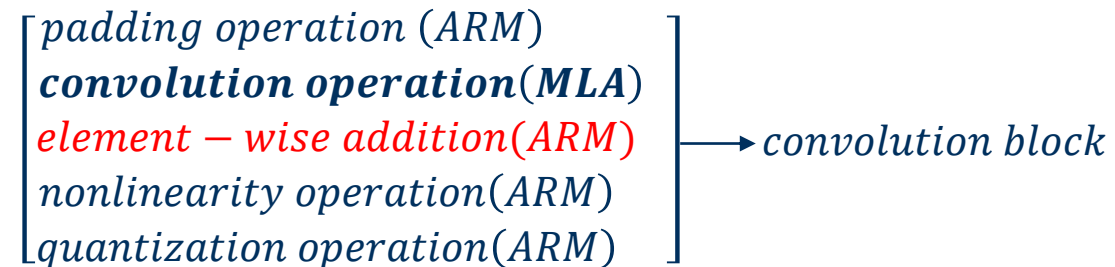 padding operation (ARM)
convolution operation(MLA)
element − wise addition(ARM)
nonlinearity operation(ARM)
quantization operation(ARM)
convolution block